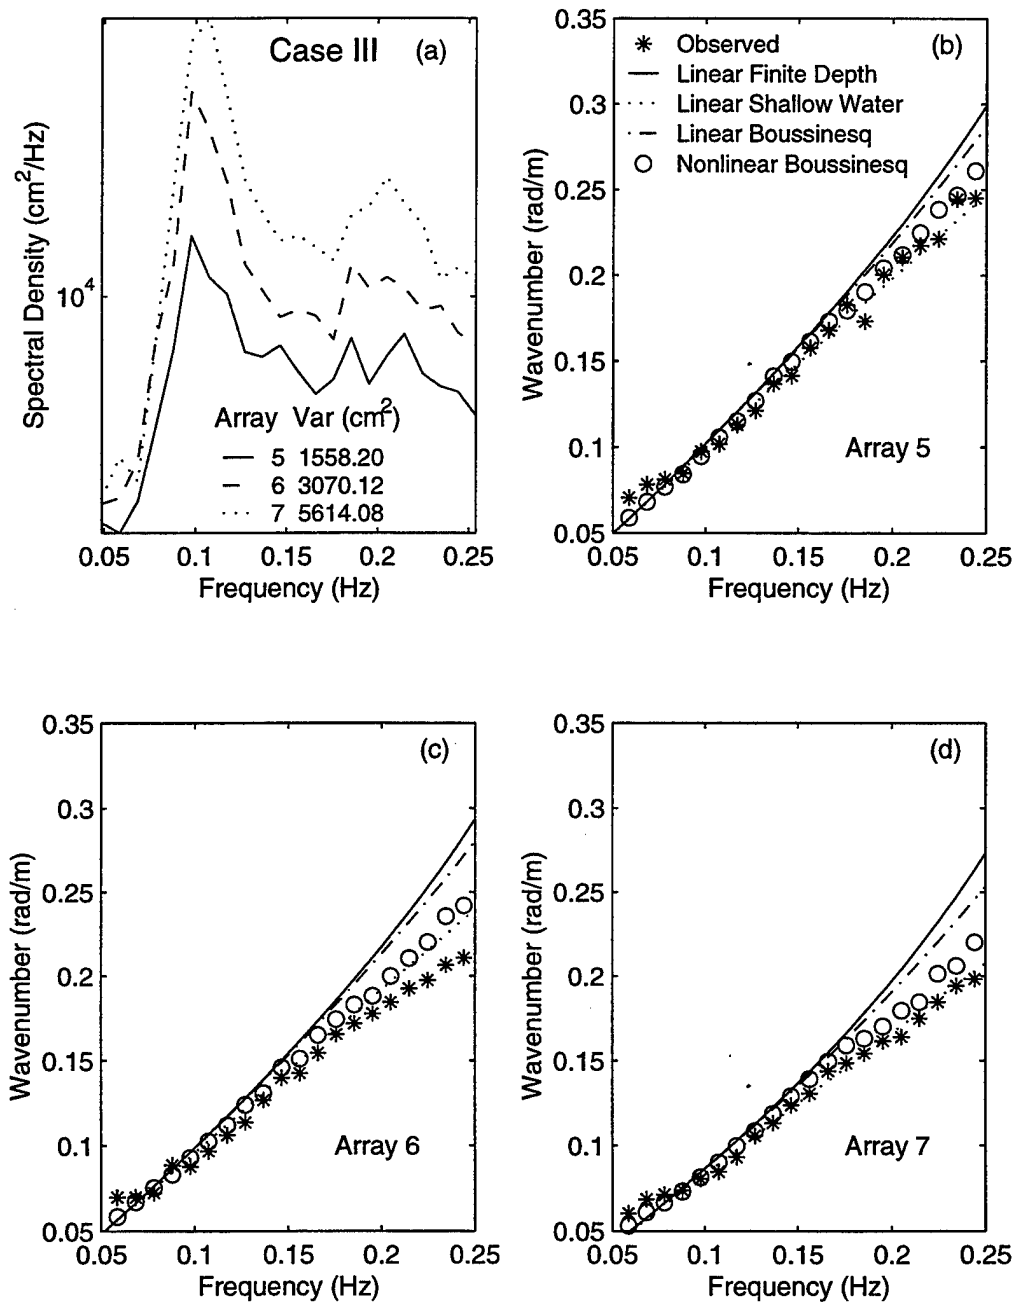 Case III (a)
Spectral Density (cm²/Hz)
10⁴
Array Var (cm²)
5 1558.20
6 3070.12
7 5614.08
0.05 0.1 0.15 0.2 0.25
Frequency (Hz)
(b)
Observed
Linear Finite Depth
Linear Shallow Water
Linear Boussinesq
Nonlinear Boussinesq
Wavenumber (rad/m)
0.35
0.3
0.25
0.2
0.15
0.1
0.05
Array 5
0.05 0.1 0.15 0.2 0.25
Frequency (Hz)
(c)
Wavenumber (rad/m)
0.35
0.3
0.25
0.2
0.15
0.1
0.05
Array 6
0.05 0.1 0.15 0.2 0.25
Frequency (Hz)
(d)
Wavenumber (rad/m)
0.35
0.3
0.25
0.2
0.15
0.1
0.05
Array 7
0.05 0.1 0.15 0.2 0.25
Frequency (Hz)